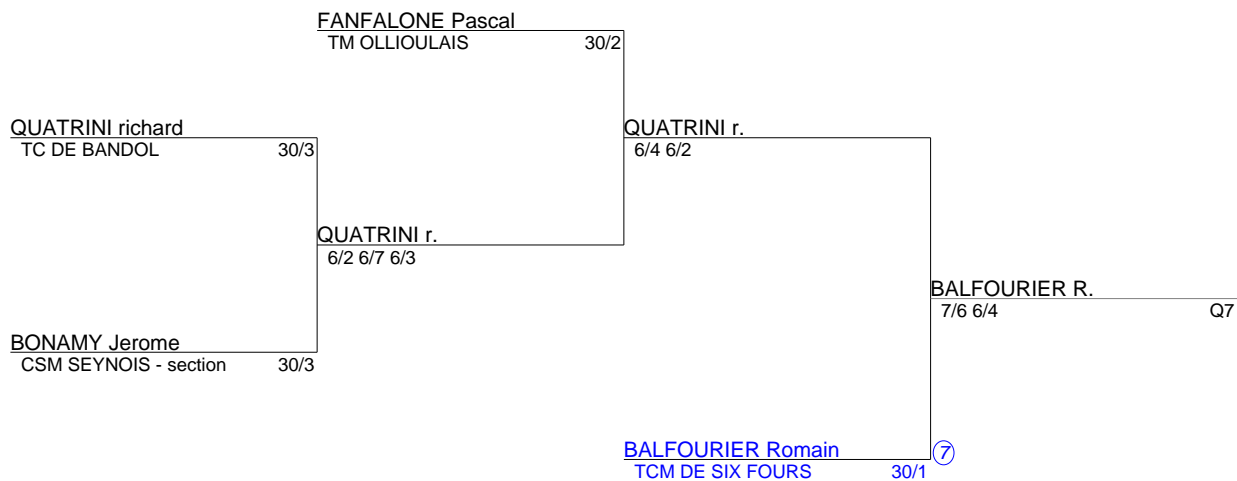 FANFALONE Pascal
TM OLLIOULAIS 30/2
QUATRINI richard
TC DE BANDOL 30/3
QUATRINI r.
6/4 6/2
QUATRINI r.
6/2 6/7 6/3
BALFOURIER R.
7/6 6/4 Q7
BONAMY Jerome
CSM SEYNOIS - section 30/3
BALFOURIER Romain 7
TCM DE SIX FOURS 30/1